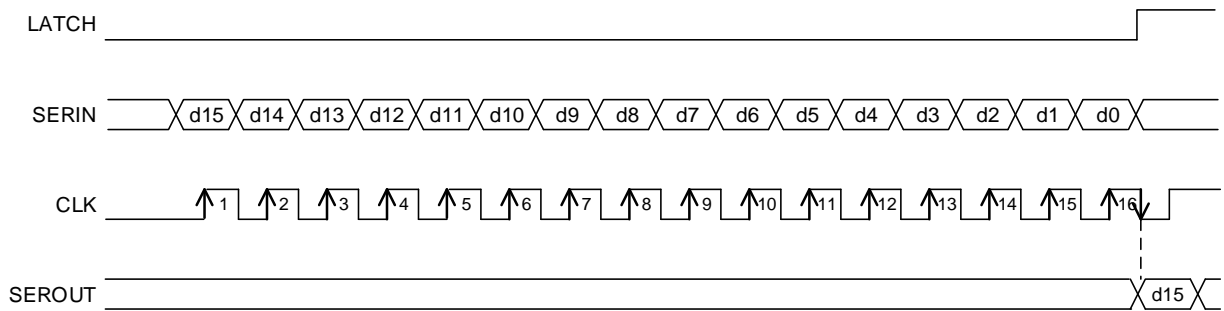 LATCH
SERIN d15 d14 d13 d12 d11 d10 d9 d8 d7 d6 d5 d4 d3 d2 d1 d0
CLK 1 2 3 4 5 6 7 8 9 10 11 12 13 14 15 16
SEROUT d15